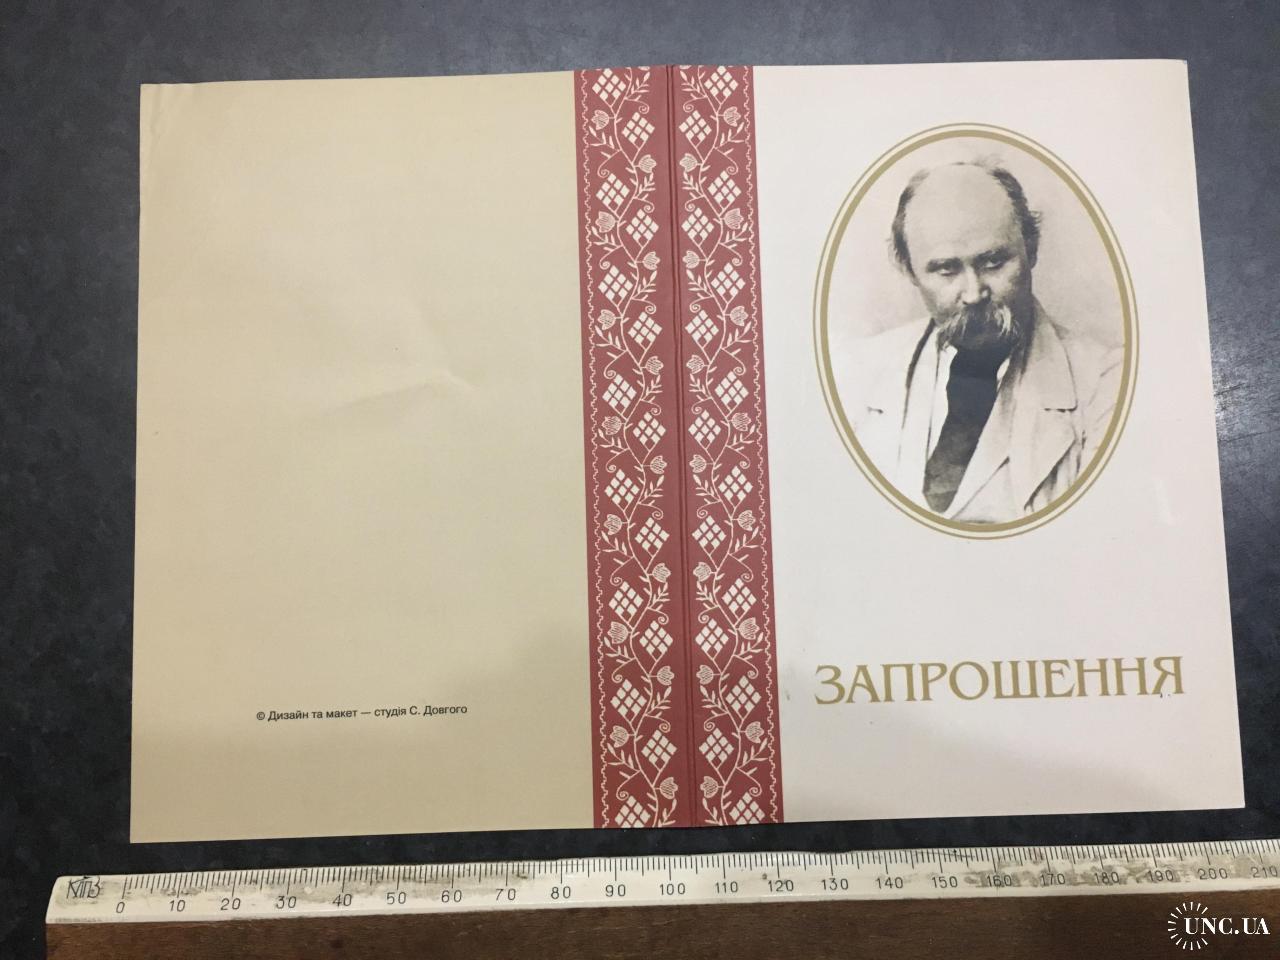 ЗАПРОШЕННЯ
© Дизайн та макет — студія С. Довгого
КПЗ
0 10 20 30 40 50 60 70 80 90 100 110 120 130 140 150 160 170 180 190 200 210
UNC.UA